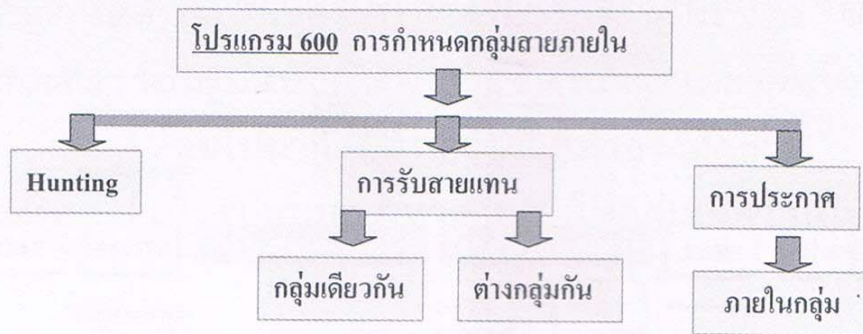 โปรแกรม 600 การกำหนดกลุ่มสายภายใน
Hunting
การรับสายแทน
การประกาศ
กลุ่มเดียวกัน
ต่างกลุ่มกัน
ภายในกลุ่ม